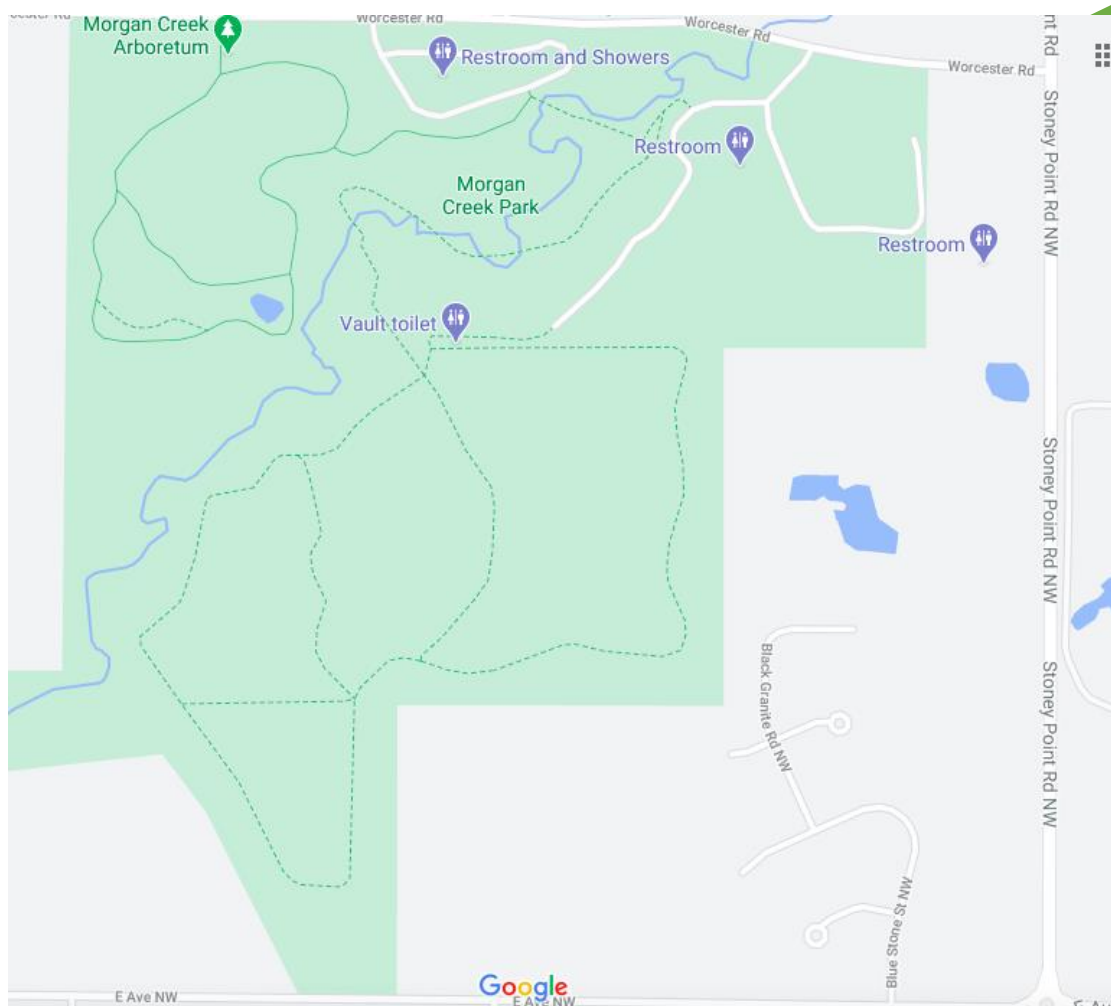 Worcester Rd
Worcester Rd
Worcester Rd
Morgan Creek
Arboretum
Restroom and Showers
Worcester Rd
Stoney Point Rd NW
Restroom
Morgan
Creek Park
Restroom
Vault toilet
Stoney Point Rd NW
Black Granite Rd NW
Stoney Point Rd NW
Blue Stone St NW
Google
E Ave NW
E Ave NW